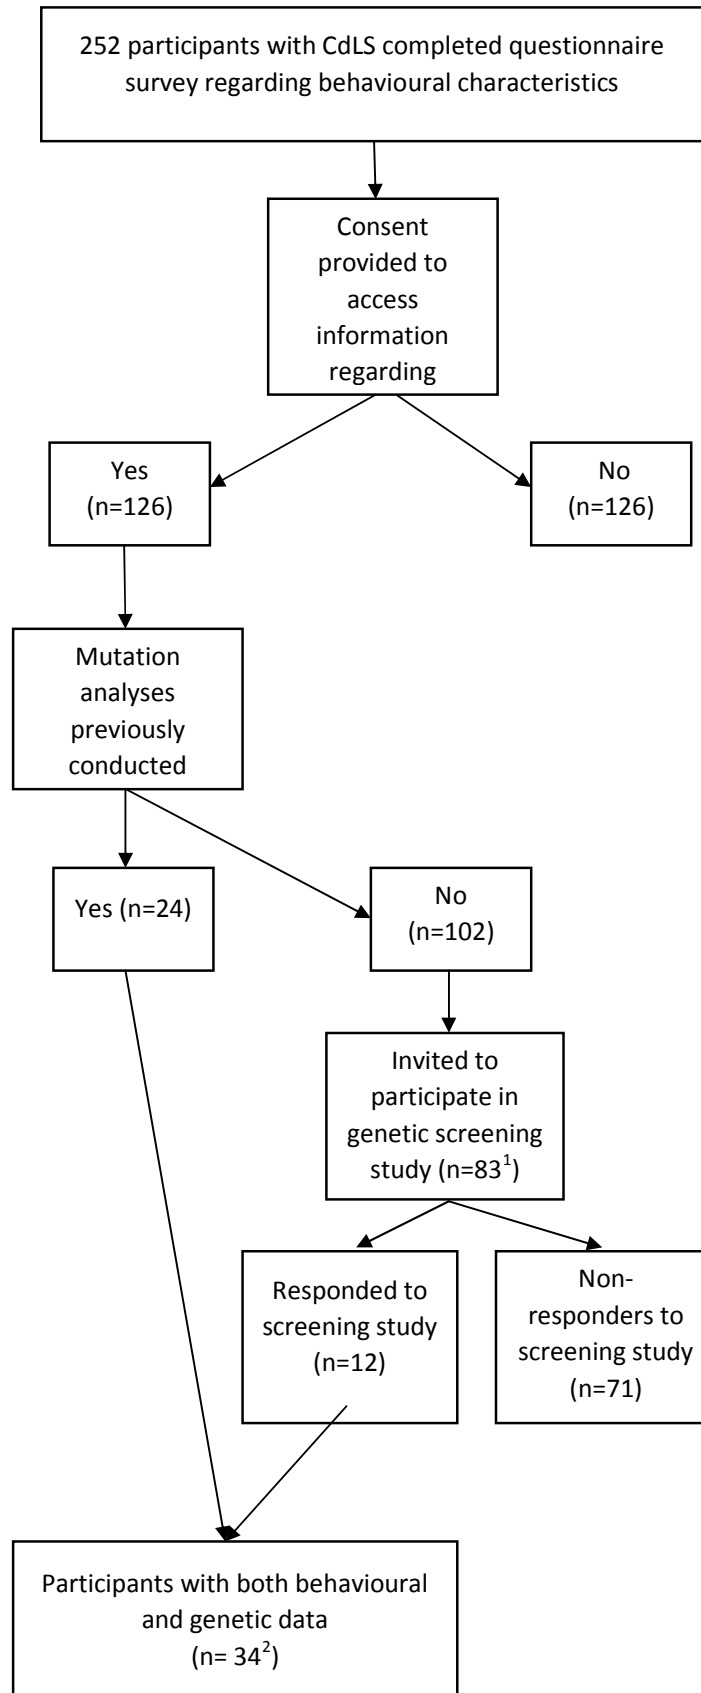 252 participants with CdLS completed questionnaire
survey regarding behavioural characteristics
Consent
provided to
access
information
regarding
Yes
(n=126)
No
(n=126)
Mutation
analyses
previously
conducted
Yes (n=24)
No
(n=102)
Invited to
participate in
genetic screening
study (n=83¹)
Responded to
screening study
(n=12)
Non-
responders to
screening study
(n=71)
Participants with both behavioural
and genetic data
(n= 34²)